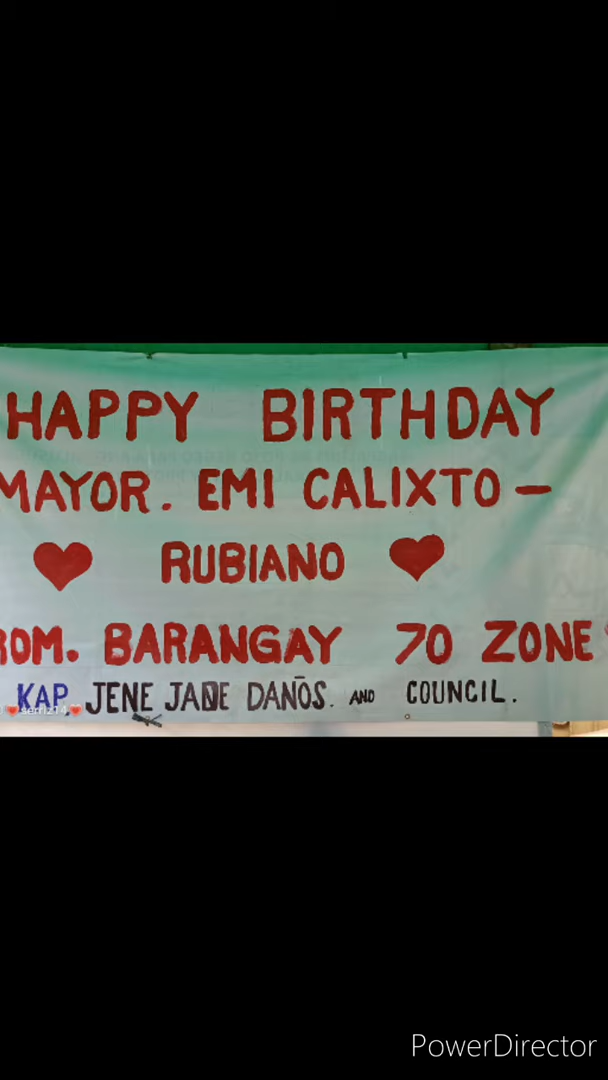 HAPPY BIRTHDAY
MAYOR. EMI CALIXTO -
RUBIANO
ROM. BARANGAY 70 ZONE
KAP. JENE JADE DAÑOS. AND COUNCIL.
PowerDirector